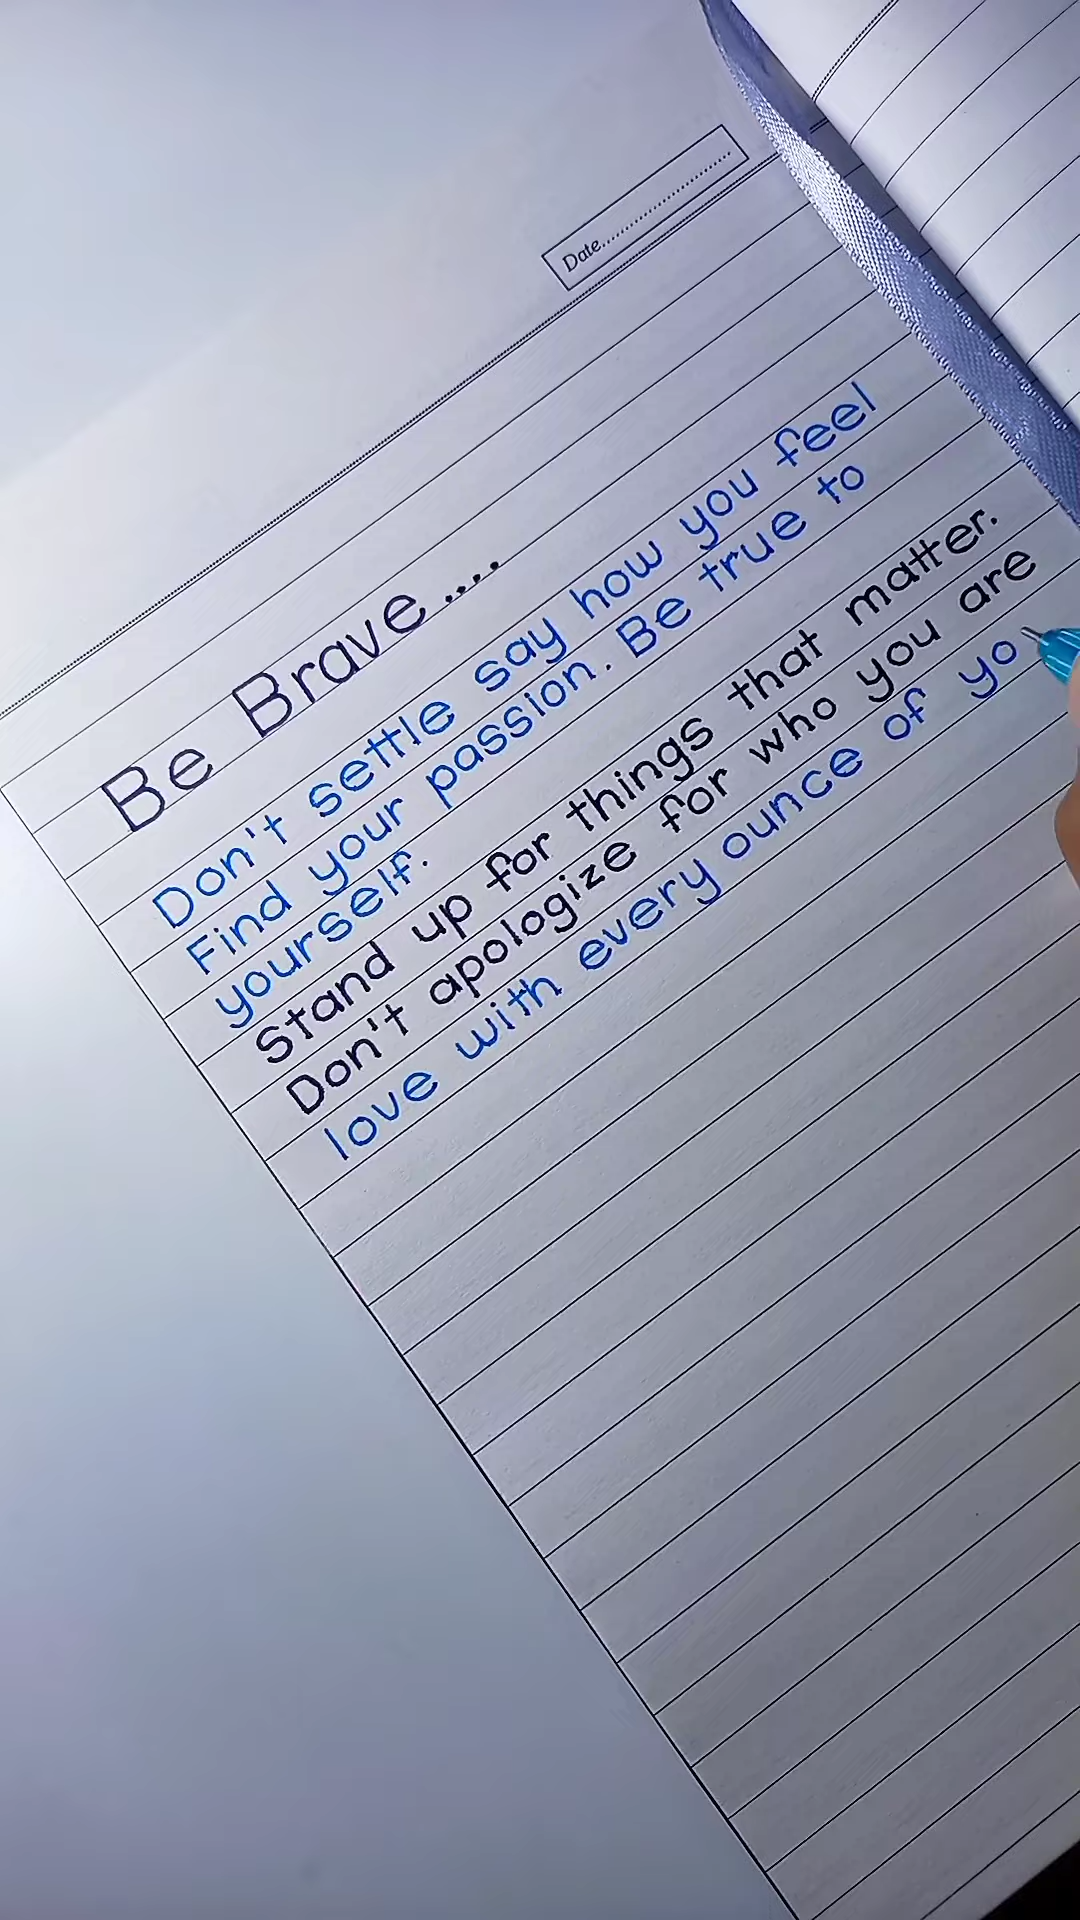 Date..........................
Be Brave....
Don't settle say how you feel
Find your passion. Be true to
yourself.
Stand up for things that matter.
Don't apologize for who you are
love with every ounce of yo